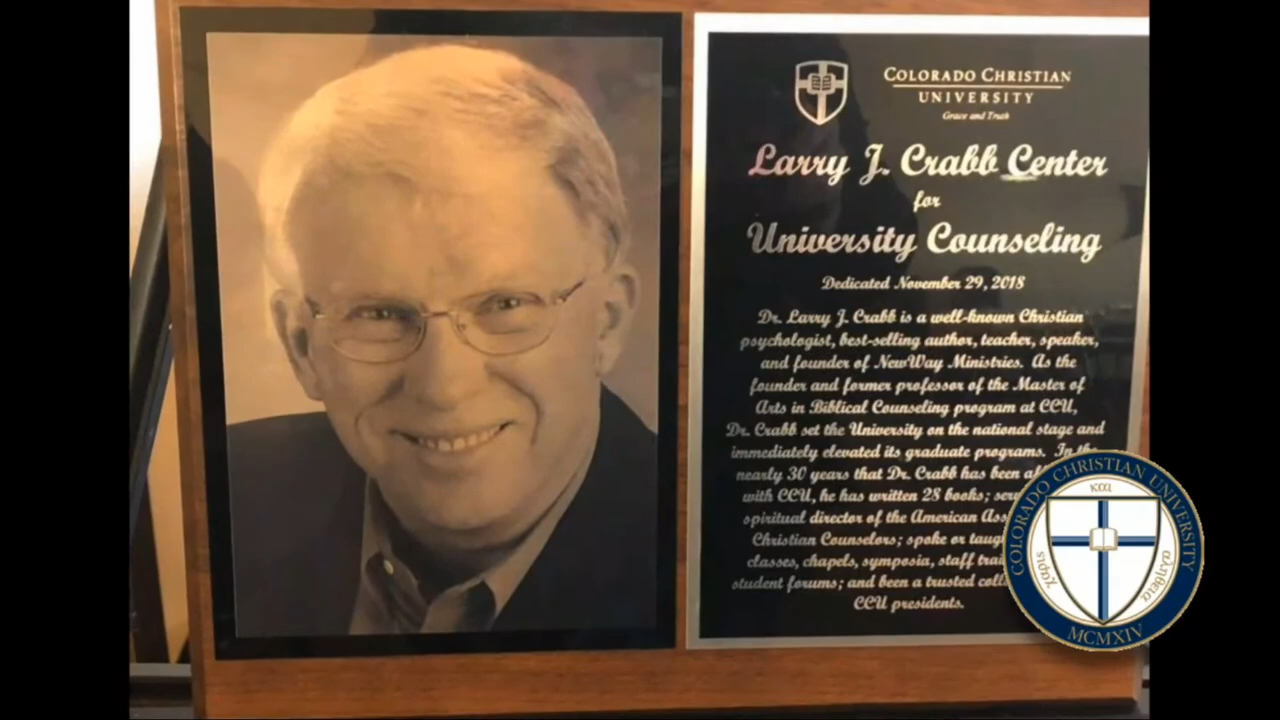 COLORADO CHRISTIAN
UNIVERSITY
Grace and Truth
Larry J. Crabb Center
for
University Counseling
Dedicated November 29, 2018
Dr. Larry J. Crabb is a well-known Christian
psychologist, best-selling author, teacher, speaker,
and founder of NewWay Ministries. As the
founder and former professor of the Master of
Arts in Biblical Counseling program at CCU,
Dr. Crabb set the University on the national stage and
immediately elevated its graduate programs. In the
nearly 30 years that Dr. Crabb has been
with CCU, he has written 28 books;
spiritual director of the American
Christian Counselors; spoke or
classes, chapels, symposia, staff
student forums; and been a trusted
CCU presidents.
COLORADO CHRISTIAN UNIVERSITY
και
χαρις
αληθεια
MCMXIV